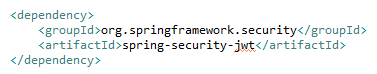 <dependency>
    <groupId>org.springframework.security</groupId>
    <artifactId>spring-security-jwt</artifactId>
</dependency>